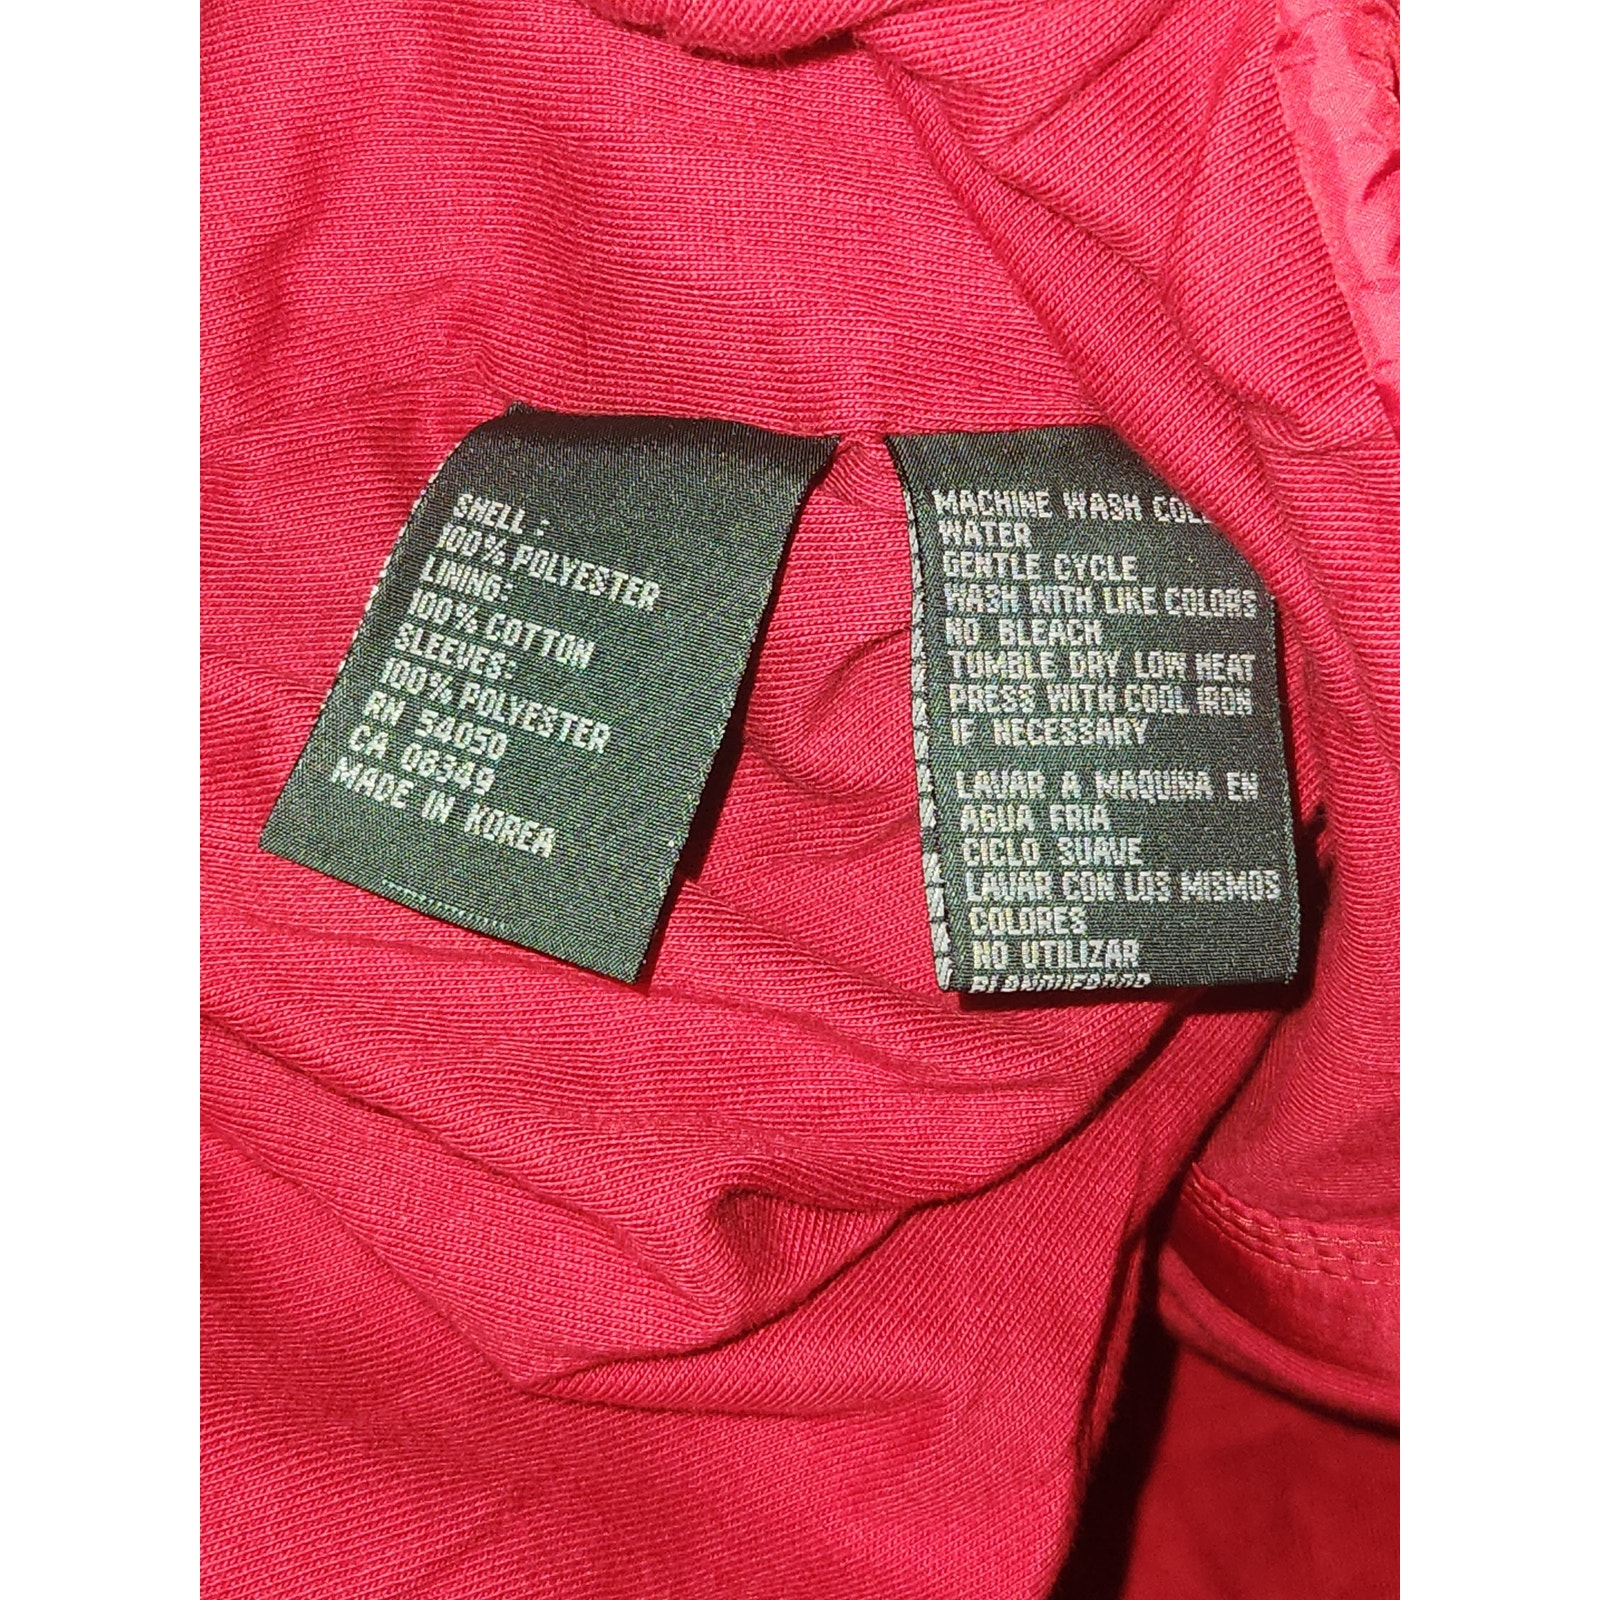 SHELL :
100% POLYESTER
LINING:
100% COTTON
SLEEVES:
100% POLYESTER
RN 54050
CA 08349
MADE IN KOREA
MACHINE WASH COLD
WATER
GENTLE CYCLE
WASH WITH LIKE COLORS
NO BLEACH
TUMBLE DRY LOW HEAT
PRESS WITH COOL IRON
IF NECESSARY
LAVAR A MAQUINA EN
AGUA FRIA
CICLO SUAVE
LAVAR CON LOS MISMOS
COLORES
NO UTILIZAR